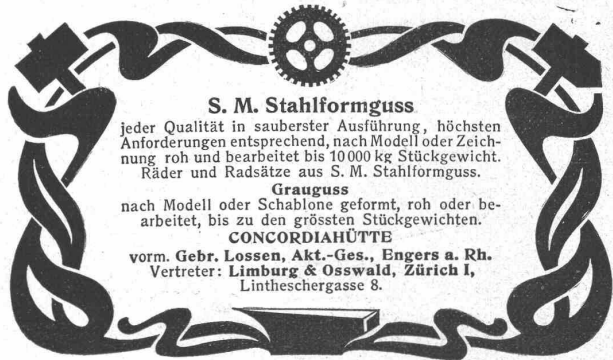 S. M. Stahlformguss
jeder Qualität in sauberster Ausführung, höchsten
Anforderungen entsprechend, nach Modell oder Zeich-
nung roh und bearbeitet bis 10000 kg Stückgewicht.
Räder und Radsätze aus S. M. Stahlformguss.
Grauguss
nach Modell oder Schablone geformt, roh oder be-
arbeitet, bis zu den grössten Stückgewichten.
CONCORDIAHÜTTE
vorm. Gebr. Lossen, Akt.-Ges., Engers a. Rh.
Vertreter: Limburg & Osswald, Zürich I,
Lintheschergasse 8.